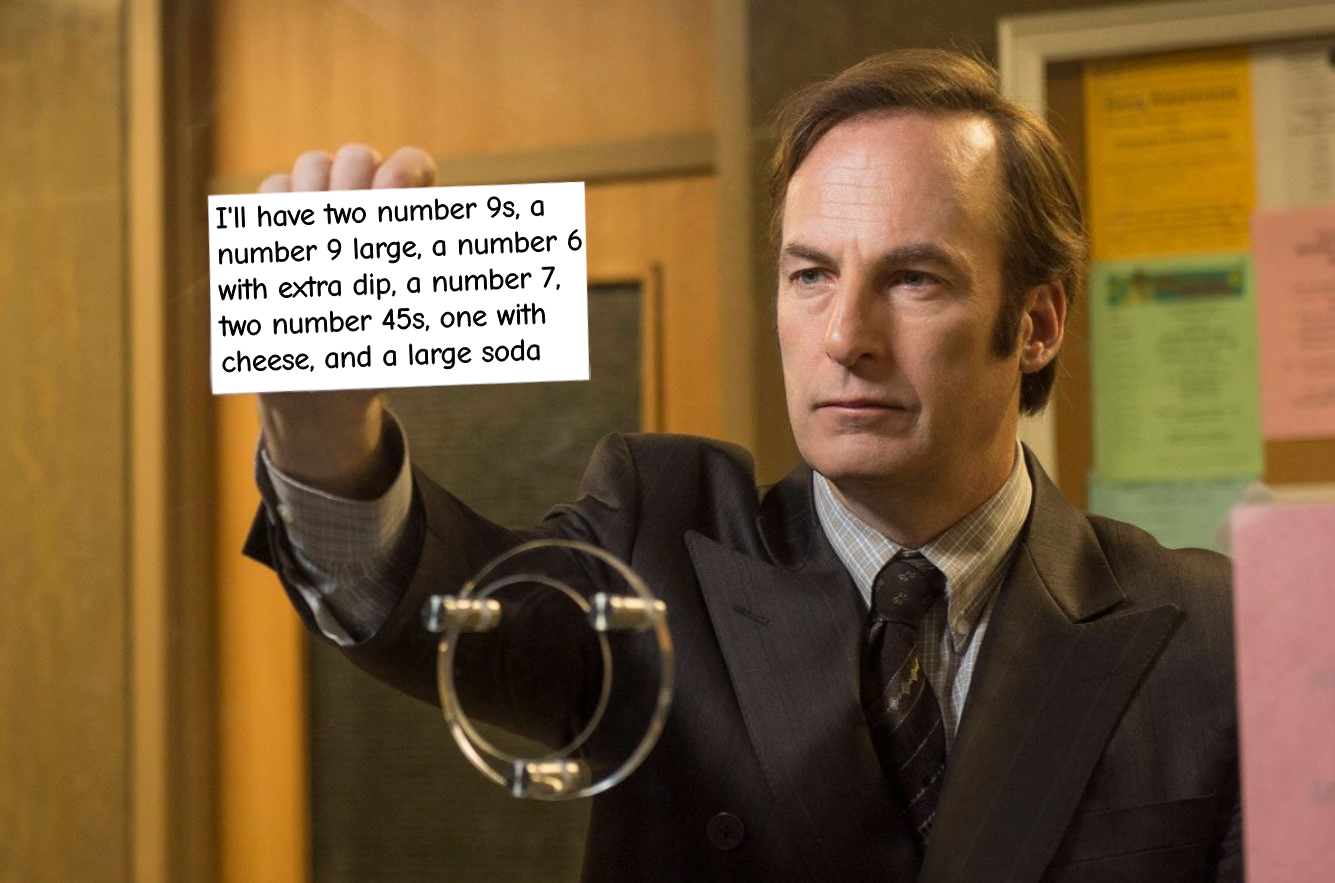 I'll have two number 9s, a
number 9 large, a number 6
with extra dip, a number 7,
two number 45s, one with
cheese, and a large soda